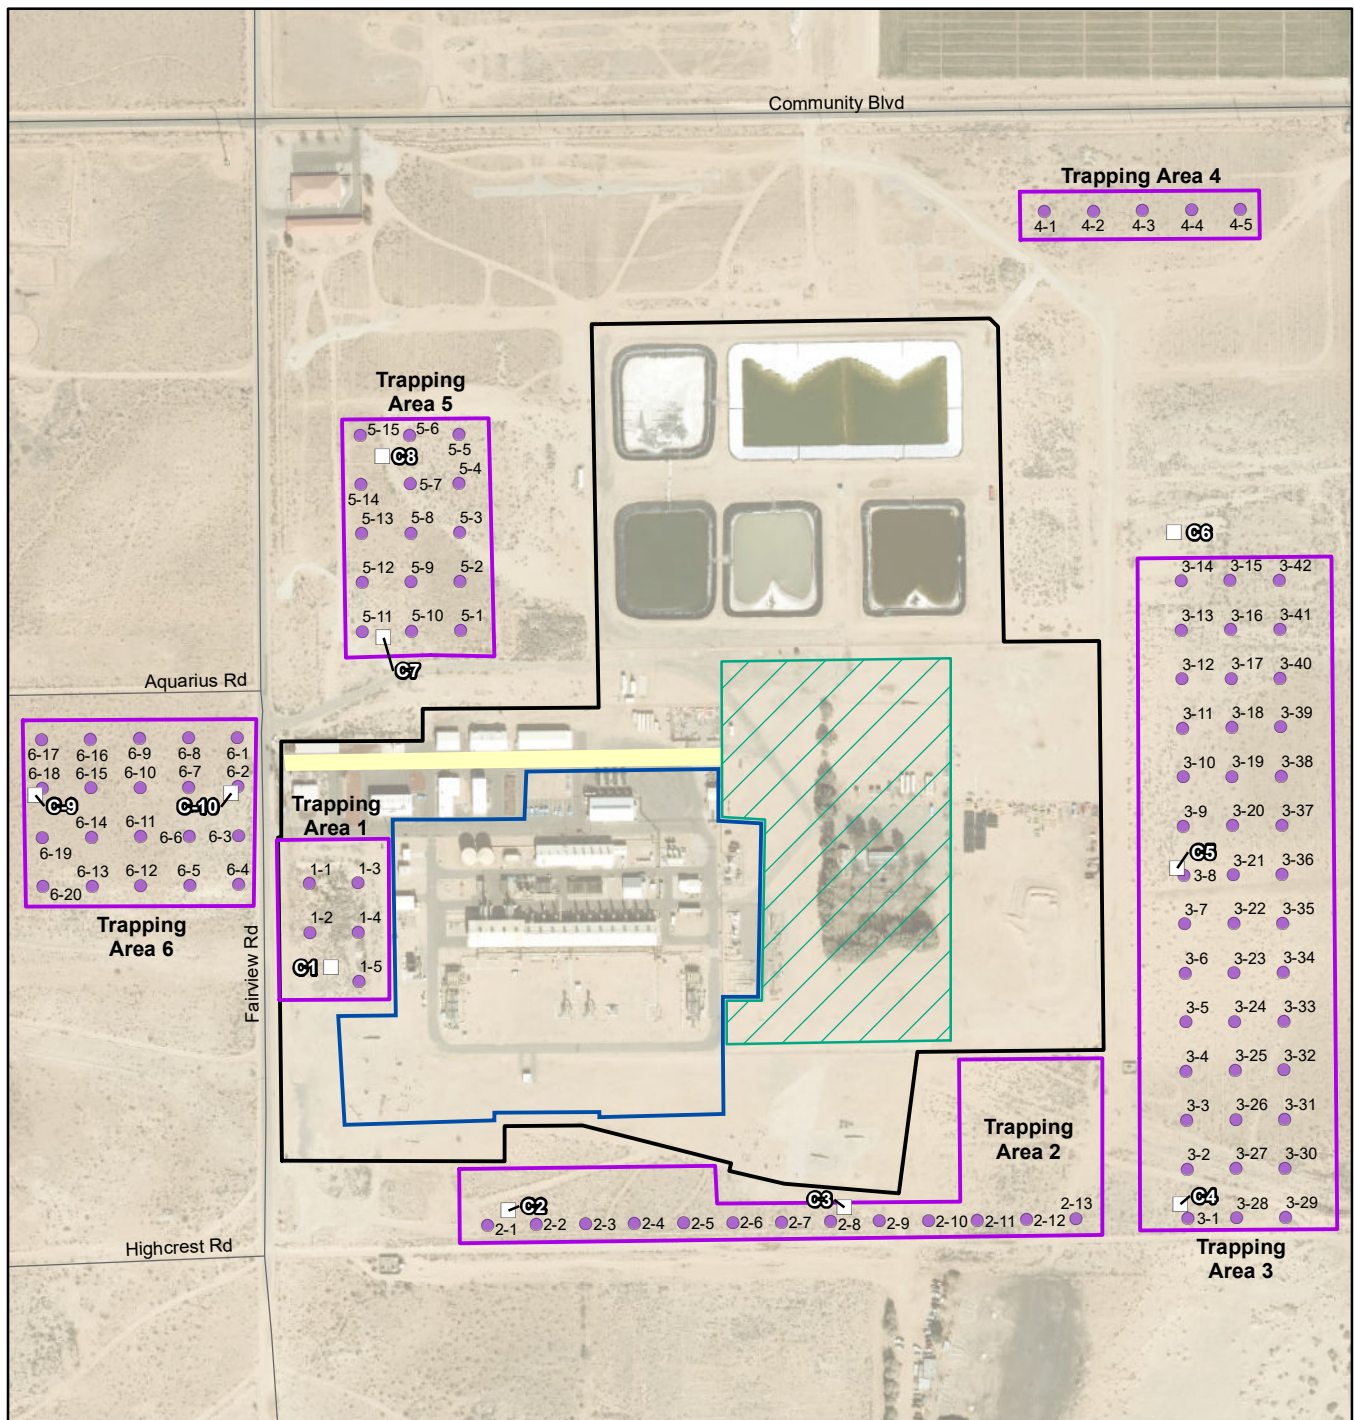 Community Blvd
Trapping Area 4
4-1 4-2 4-3 4-4 4-5
Trapping
Area 5
5-15 5-6
5-5
C8
5-4
5-14 5-7
5-13 5-8 5-3
5-12 5-9 5-2
5-11 5-10 5-1
C7
C6
3-14 3-15 3-42
3-13 3-16 3-41
3-12 3-17 3-40
3-11 3-18 3-39
3-10 3-19 3-38
3-9 3-20 3-37
C5
3-8 3-21 3-36
3-7 3-22 3-35
3-6 3-23 3-34
3-5 3-24 3-33
3-4 3-25 3-32
3-3 3-26 3-31
3-2 3-27 3-30
C4
3-1 3-28 3-29
Trapping
Area 3
Aquarius Rd
6-17 6-16 6-9 6-8 6-1
6-18 6-15 6-10 6-7 6-2
C-9 C-10
6-14 6-11 6-6 6-3
6-19
6-13 6-12 6-5 6-4
6-20
Trapping
Area 6
Trapping
Area 1
1-1 1-3
1-2 1-4
C1 1-5
Fairview Rd
Trapping
Area 2
C2 C3
2-1 2-2 2-3 2-4 2-5 2-6 2-7 2-8 2-9 2-10 2-11 2-12 2-13
Highcrest Rd